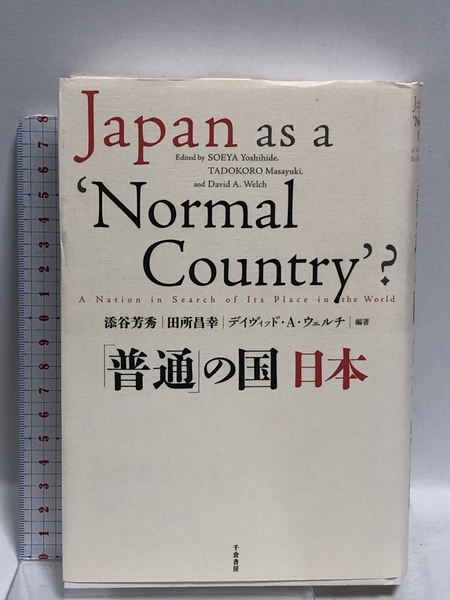 Japan as a
Edited by SOEYA Yoshihide,
TADOKORO Masayuki,
and David A. Welch
‘Normal
Country’?
A Nation in Search of Its Place in the World
添谷芳秀|田所昌幸|デイヴィッド・A・ウェルチ|編著
「普通」の国 日本
千倉書房